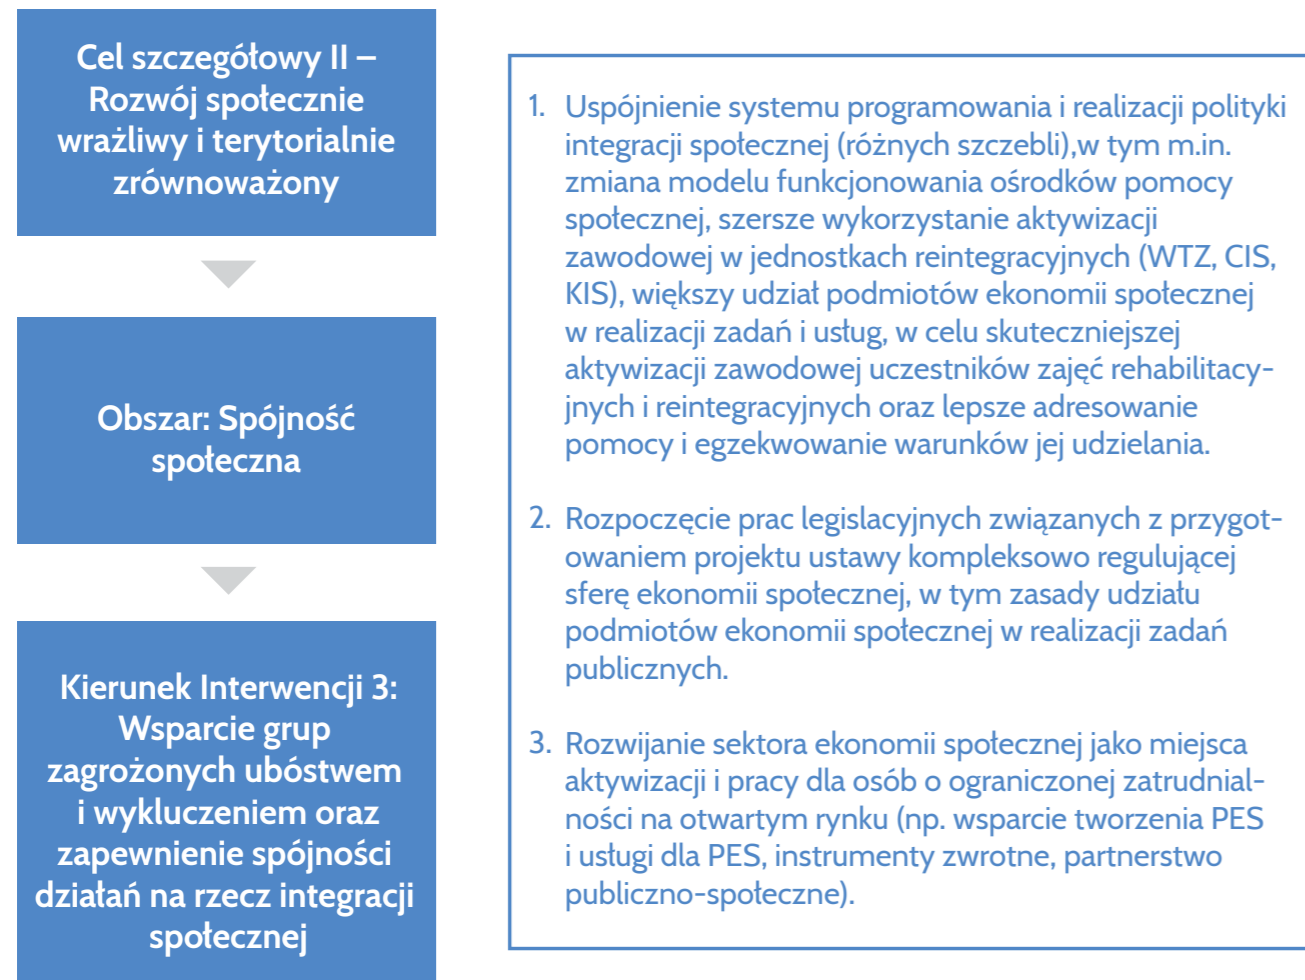 Cel szczegółowy II –
Rozwój społecznie
wrażliwy i terytorialnie
zrównoważony
Obszar: Spójność
społeczna
Kierunek Interwencji 3:
Wsparcie grup
zagrożonych ubóstwem
i wykluczeniem oraz
zapewnienie spójności
działań na rzecz integracji
społecznej
1. Uspójnienie systemu programowania i realizacji polityki
integracji społecznej (różnych szczebli),w tym m.in.
zmiana modelu funkcjonowania ośrodków pomocy
społecznej, szersze wykorzystanie aktywizacji
zawodowej w jednostkach reintegracyjnych (WTZ, CIS,
KIS), większy udział podmiotów ekonomii społecznej
w realizacji zadań i usług, w celu skuteczniejszej
aktywizacji zawodowej uczestników zajęć rehabilitacy-
jnych i reintegracyjnych oraz lepsze adresowanie
pomocy i egzekwowanie warunków jej udzielania.
2. Rozpoczęcie prac legislacyjnych związanych z przygot-
owaniem projektu ustawy kompleksowo regulującej
sferę ekonomii społecznej, w tym zasady udziału
podmiotów ekonomii społecznej w realizacji zadań
publicznych.
3. Rozwijanie sektora ekonomii społecznej jako miejsca
aktywizacji i pracy dla osób o ograniczonej zatrudnial-
ności na otwartym rynku (np. wsparcie tworzenia PES
i usługi dla PES, instrumenty zwrotne, partnerstwo
publiczno-społeczne).